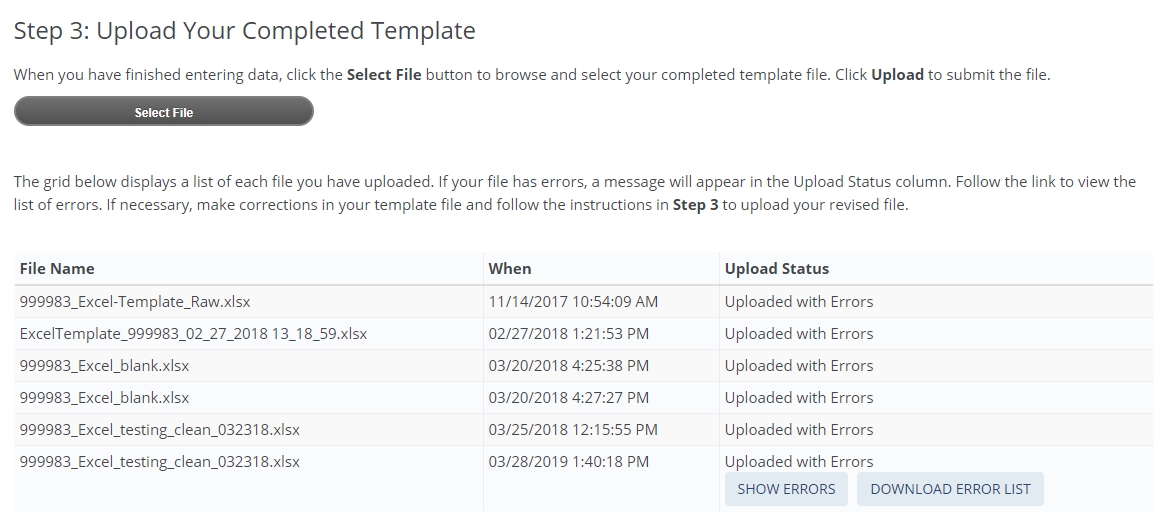 Step 3: Upload Your Completed Template
When you have finished entering data, click the Select File button to browse and select your completed template file. Click Upload to submit the file.
Select File
The grid below displays a list of each file you have uploaded. If your file has errors, a message will appear in the Upload Status column. Follow the link to view the
list of errors. If necessary, make corrections in your template file and follow the instructions in Step 3 to upload your revised file.
File Name When Upload Status
999983_Excel-Template_Raw.xlsx 11/14/2017 10:54:09 AM Uploaded with Errors
ExcelTemplate_999983_02_27_2018 13_18_59.xlsx 02/27/2018 1:21:53 PM Uploaded with Errors
999983_Excel_blank.xlsx 03/20/2018 4:25:38 PM Uploaded with Errors
999983_Excel_blank.xlsx 03/20/2018 4:27:27 PM Uploaded with Errors
999983_Excel_testing_clean_032318.xlsx 03/25/2018 12:15:55 PM Uploaded with Errors
999983_Excel_testing_clean_032318.xlsx 03/28/2019 1:40:18 PM Uploaded with Errors
SHOW ERRORS DOWNLOAD ERROR LIST